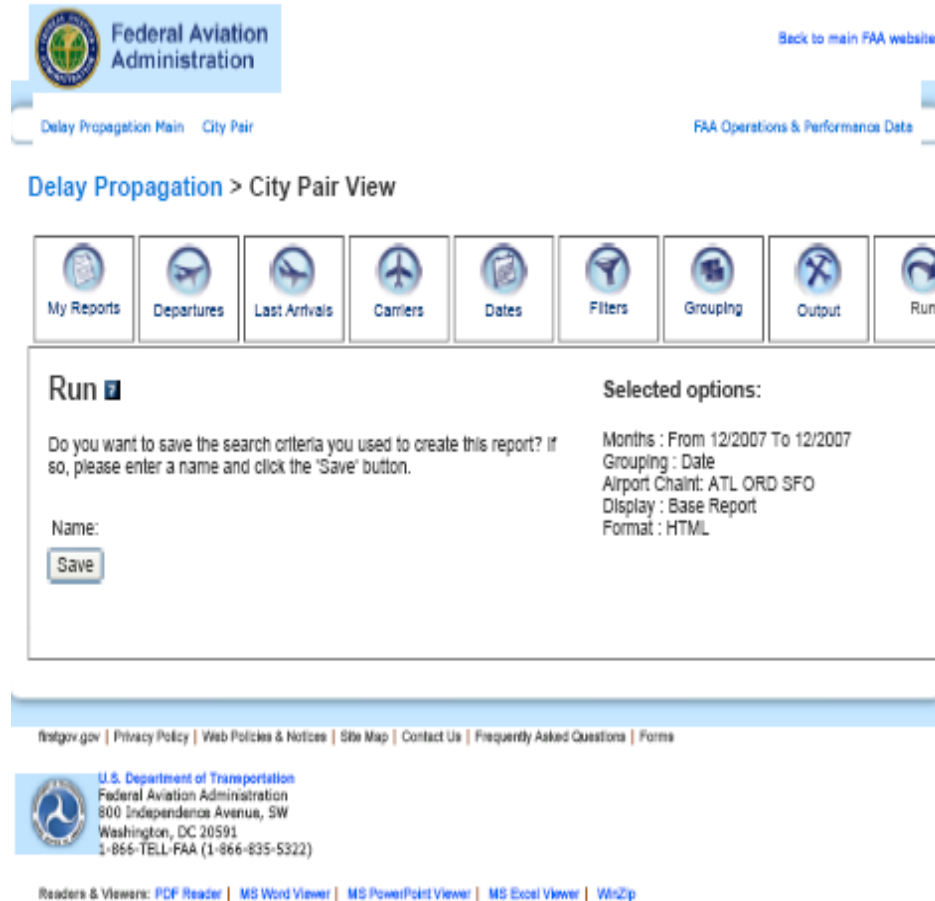 Federal Aviation
Administration
Back to main FAA website
Delay Propagation Main City Pair FAA Operations & Performance Data
Delay Propagation > City Pair View
My Reports Departures Last Arrivals Carriers Dates Filters Grouping Output Run
Run ?
Do you want to save the search criteria you used to create this report? If
so, please enter a name and click the 'Save' button.
Name:
Save
Selected options:
Months : From 12/2007 To 12/2007
Grouping : Date
Airport Chaint: ATL ORD SFO
Display : Base Report
Format : HTML
firstgov.gov | Privacy Policy | Web Policies & Notices | Site Map | Contact Us | Frequently Asked Questions | Forms
U.S. Department of Transportation
Federal Aviation Administration
800 Independence Avenue, SW
Washington, DC 20591
1-866-TELL-FAA (1-866-835-5322)
Readers & Viewers: PDF Reader | MS Word Viewer | MS PowerPoint Viewer | MS Excel Viewer | WinZip